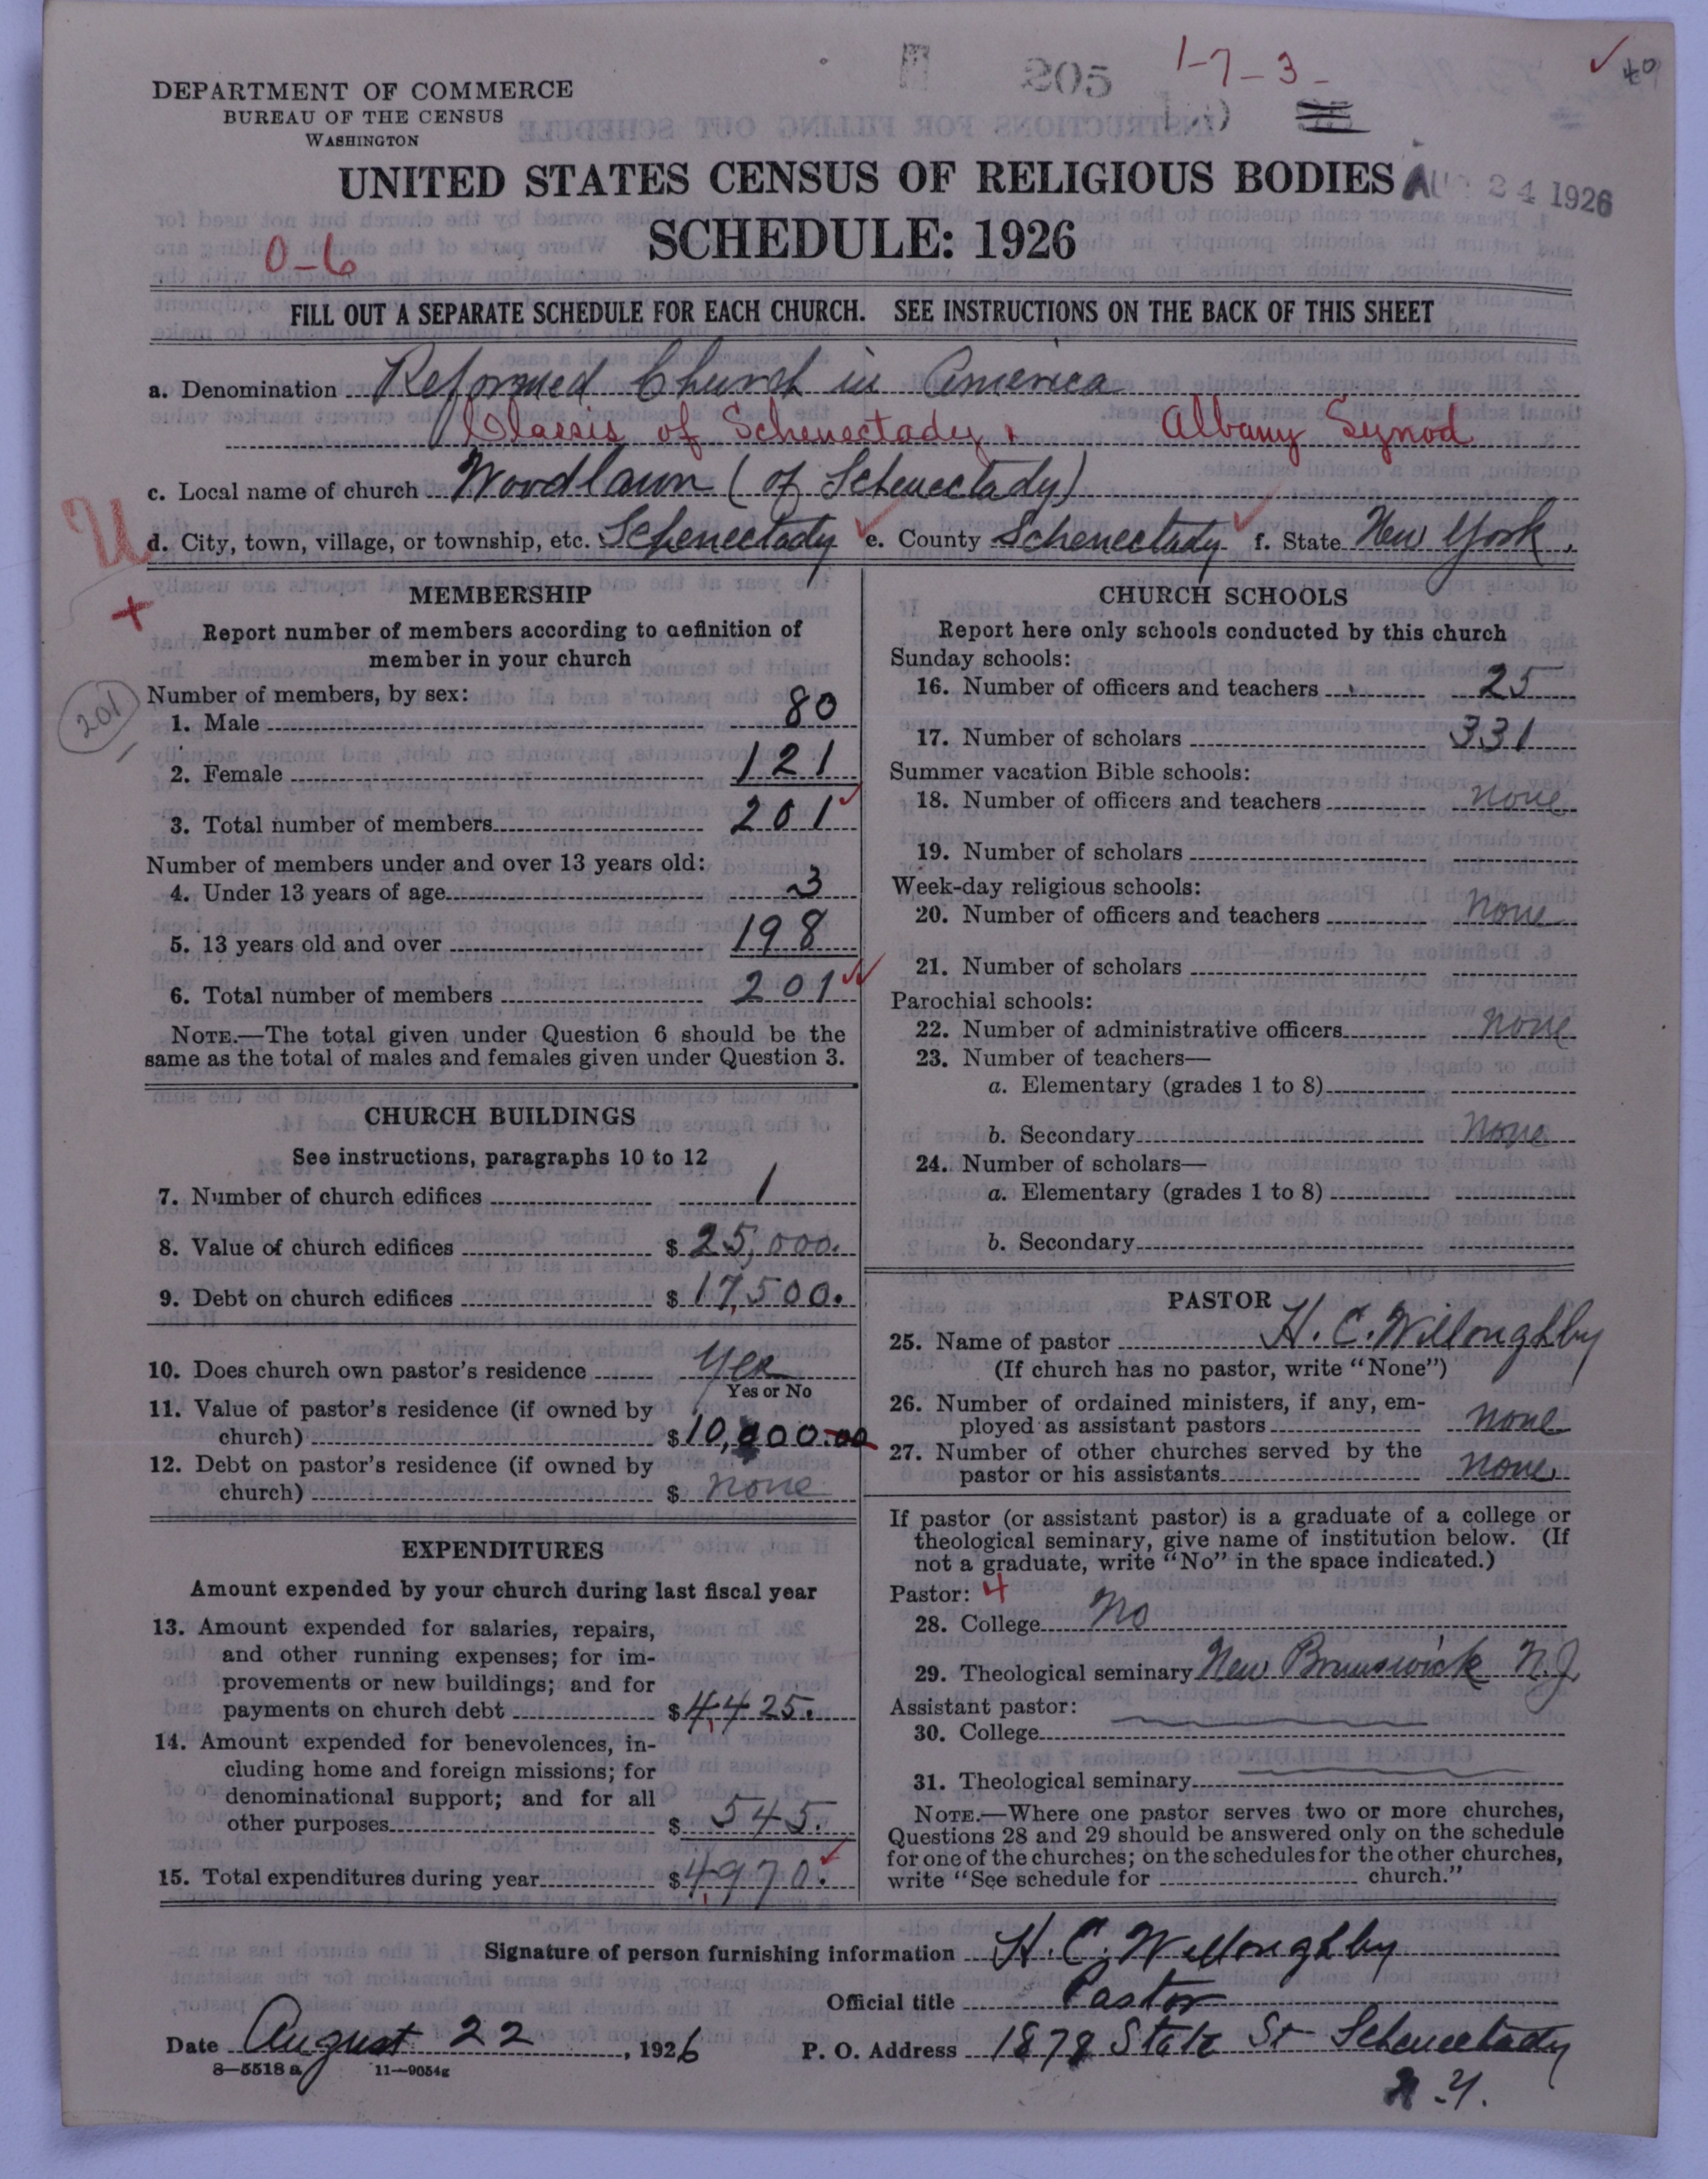 205
1-7-3-
DEPARTMENT OF COMMERCE
BUREAU OF THE CENSUS
WASHINGTON
UNITED STATES CENSUS OF RELIGIOUS BODIES
24 1926
SCHEDULE: 1926
0-6
FILL OUT A SEPARATE SCHEDULE FOR EACH CHURCH. SEE INSTRUCTIONS ON THE BACK OF THIS SHEET
a. Denomination Reformed Church in America
Classis of Schenectady, Albany Synod
c. Local name of church Woodlawn (of Schenectady)
U
d. City, town, village, or township, etc. Schenectady e. County Schenectady f. State New York,
MEMBERSHIP
Report number of members according to definition of
member in your church
201
Number of members, by sex:
1. Male 80
2. Female 121
3. Total number of members 201
Number of members under and over 13 years old:
4. Under 13 years of age 3
5. 13 years old and over 198
6. Total number of members 201
NOTE.—The total given under Question 6 should be the
same as the total of males and females given under Question 3.
CHURCH BUILDINGS
See instructions, paragraphs 10 to 12
7. Number of church edifices 1
8. Value of church edifices $ 25,000.
9. Debt on church edifices $ 17,500.
10. Does church own pastor's residence Yes
Yes or No
11. Value of pastor's residence (if owned by
church) $ 10,000.00
12. Debt on pastor's residence (if owned by
church) $ none
EXPENDITURES
Amount expended by your church during last fiscal year
13. Amount expended for salaries, repairs,
and other running expenses; for im-
provements or new buildings; and for
payments on church debt $ 4,425.
14. Amount expended for benevolences, in-
cluding home and foreign missions; for
denominational support; and for all
other purposes $ 545.
15. Total expenditures during year $ 4,970.
CHURCH SCHOOLS
Report here only schools conducted by this church
Sunday schools:
16. Number of officers and teachers 25
17. Number of scholars 331
Summer vacation Bible schools:
18. Number of officers and teachers none
19. Number of scholars
Week-day religious schools:
20. Number of officers and teachers none
21. Number of scholars
Parochial schools:
22. Number of administrative officers none
23. Number of teachers—
a. Elementary (grades 1 to 8)
b. Secondary none
24. Number of scholars—
a. Elementary (grades 1 to 8)
b. Secondary
PASTOR
25. Name of pastor H. C. Willoughby
(If church has no pastor, write "None")
26. Number of ordained ministers, if any, em-
ployed as assistant pastors none
27. Number of other churches served by the
pastor or his assistants none
If pastor (or assistant pastor) is a graduate of a college or
theological seminary, give name of institution below. (If
not a graduate, write "No" in the space indicated.)
Pastor: 4
28. College No
29. Theological seminary New Brunswick N.J.
Assistant pastor:
30. College
31. Theological seminary
NOTE.—Where one pastor serves two or more churches,
Questions 28 and 29 should be answered only on the schedule
for one of the churches; on the schedules for the other churches,
write "See schedule for church."
Signature of person furnishing information H. C. Willoughby
Official title Pastor
Date August 22, 1926 P. O. Address 1878 State St Schenectady
N.Y.
8—5518 a 11—9054g